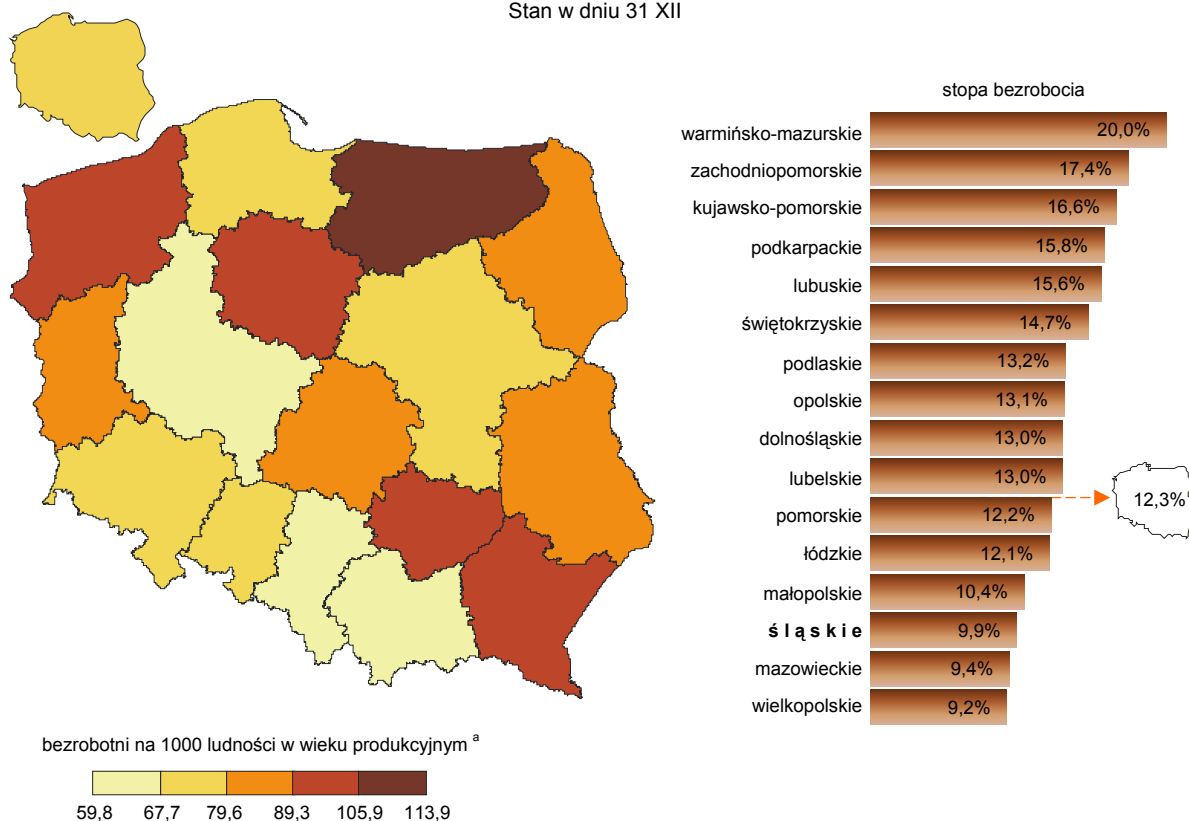 Stan w dniu 31 XII
stopa bezrobocia
warmińsko-mazurskie 20,0%
zachodniopomorskie 17,4%
kujawsko-pomorskie 16,6%
podkarpackie 15,8%
lubuskie 15,6%
świętokrzyskie 14,7%
podlaskie 13,2%
opolskie 13,1%
dolnośląskie 13,0%
lubelskie 13,0%
12,3%
pomorskie 12,2%
łódzkie 12,1%
małopolskie 10,4%
ś l ą s k i e 9,9%
mazowieckie 9,4%
wielkopolskie 9,2%
bezrobotni na 1000 ludności w wieku produkcyjnym a
59,8 67,7 79,6 89,3 105,9 113,9